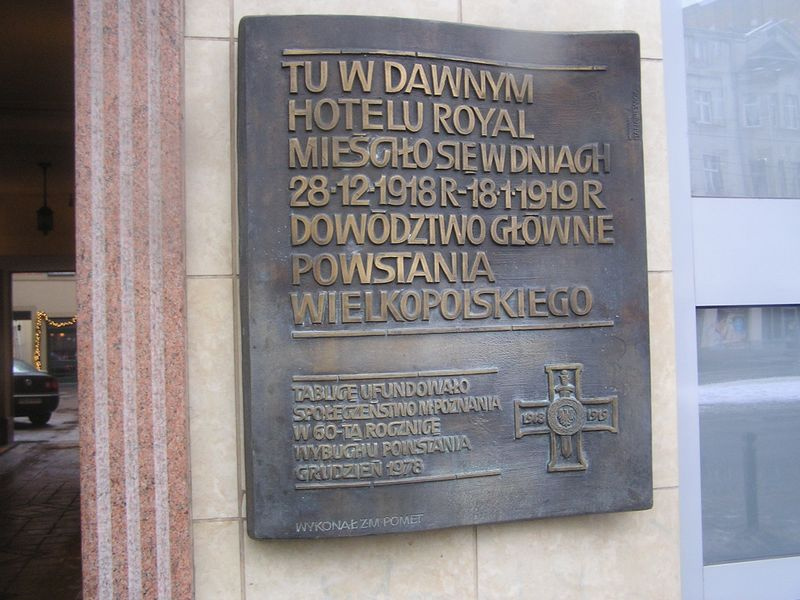 TU W DAWNYM
HOTELU ROYAL
MIEŚCIŁO SIĘ W DNIACH
28-12-1918 R-18-1-1919 R
DOWÓDZTWO GŁÓWNE
POWSTANIA
WIELKOPOLSKIEGO
TABLICĘ UFUNDOWAŁO
SPOŁECZEŃSTWO M·POZNANIA
W 60-TĄ ROCZNICĘ
WYBUCHU POWSTANIA
GRUDZIEŃ 1978
1918 1919
WYKONAŁ Z·M·POMET